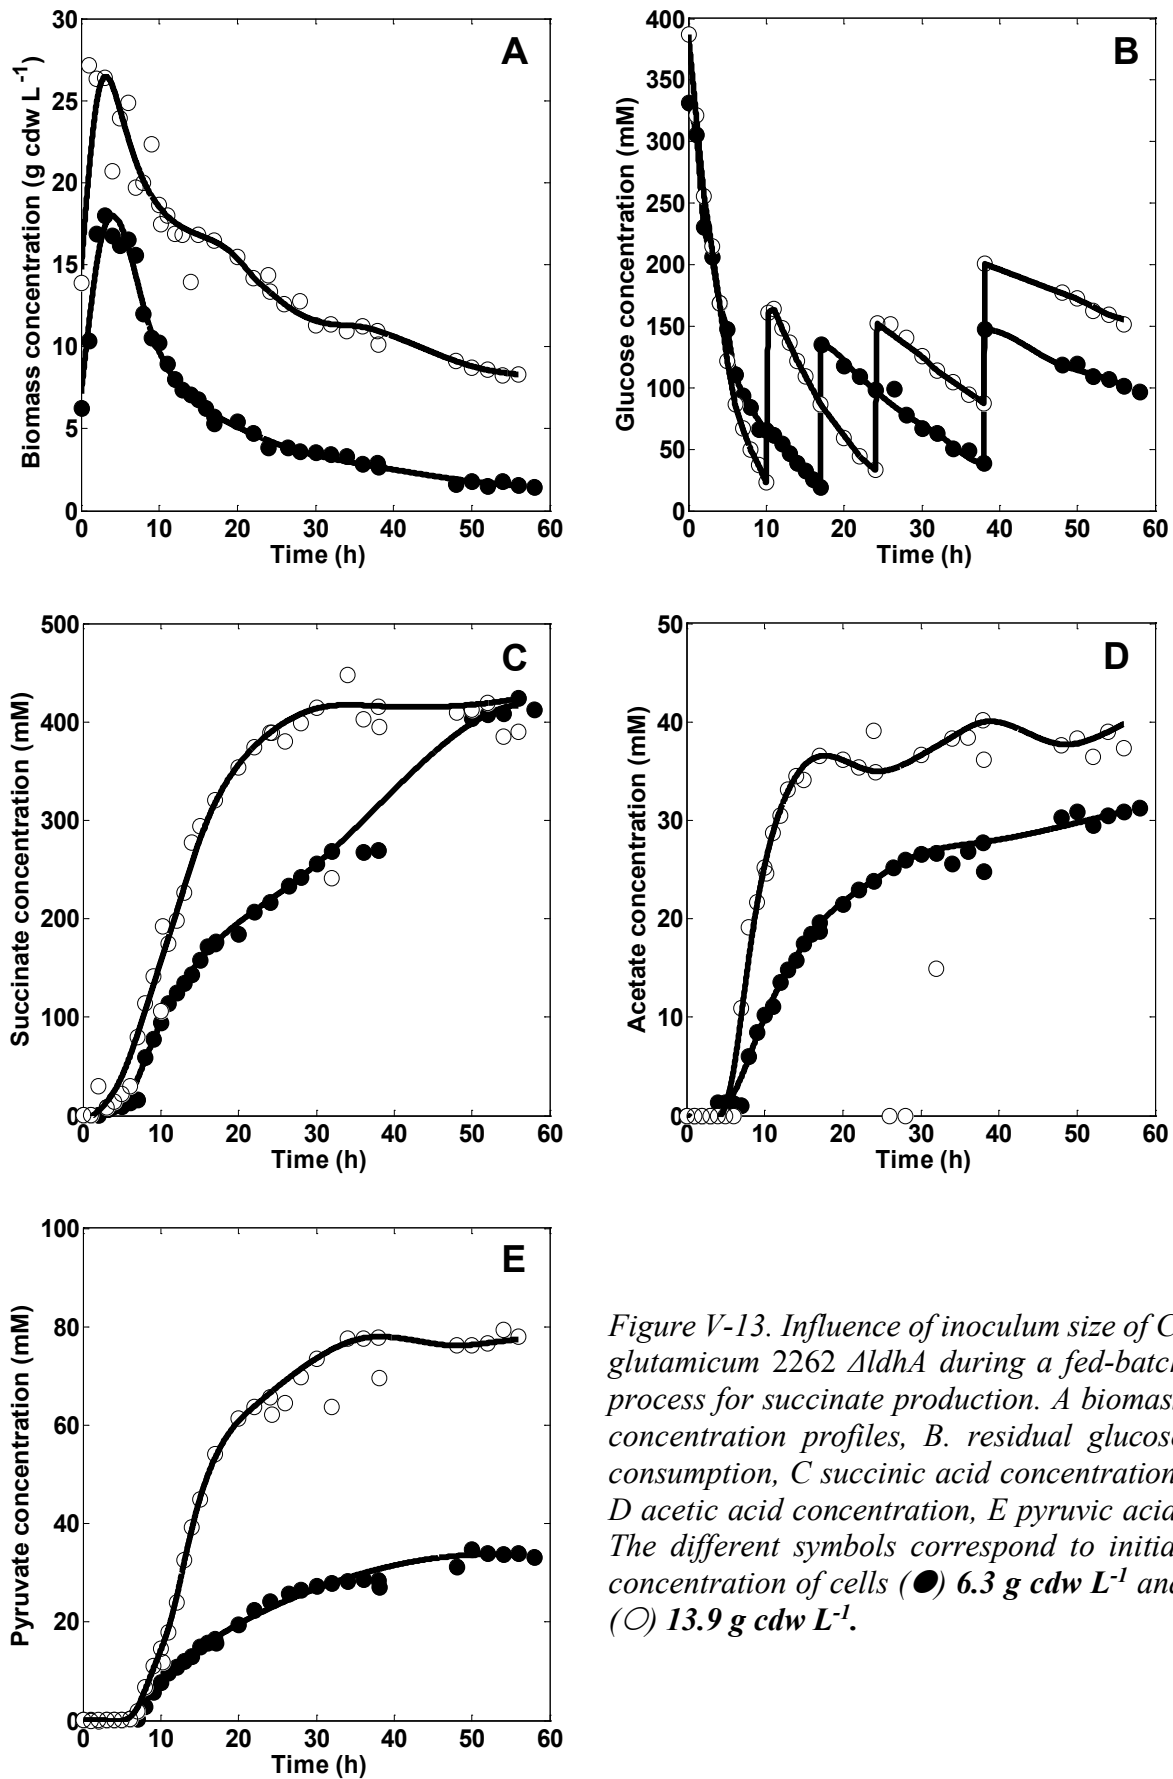 A
Biomass concentration (g cdw L -1)
30
25
20
15
10
5
0
0 10 20 30 40 50 60
Time (h)
B
Glucose concentration (mM)
400
350
300
250
200
150
100
50
0
0 10 20 30 40 50 60
Time (h)
C
Succinate concentration (mM)
500
400
300
200
100
0
0 10 20 30 40 50 60
Time (h)
D
Acetate concentration (mM)
50
40
30
20
10
0
0 10 20 30 40 50 60
Time (h)
E
Pyruvate concentration (mM)
100
80
60
40
20
0
0 10 20 30 40 50 60
Time (h)
Figure V-13. Influence of inoculum size of C
glutamicum 2262 ΔldhA during a fed-batch
process for succinate production. A biomas
concentration profiles, B. residual glucose
consumption, C succinic acid concentration
D acetic acid concentration, E pyruvic acid
The different symbols correspond to initia
concentration of cells (●) 6.3 g cdw L-1 and
(○) 13.9 g cdw L-1.